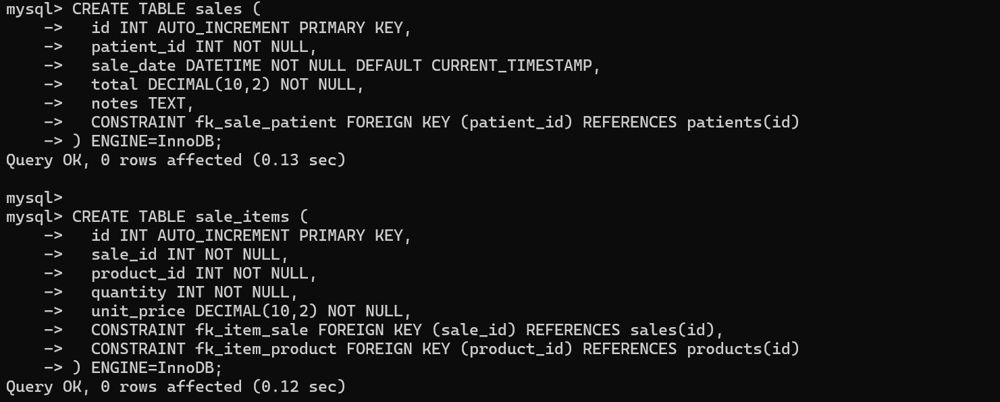 mysql> CREATE TABLE sales (
    ->   id INT AUTO_INCREMENT PRIMARY KEY,
    ->   patient_id INT NOT NULL,
    ->   sale_date DATETIME NOT NULL DEFAULT CURRENT_TIMESTAMP,
    ->   total DECIMAL(10,2) NOT NULL,
    ->   notes TEXT,
    ->   CONSTRAINT fk_sale_patient FOREIGN KEY (patient_id) REFERENCES patients(id)
    -> ) ENGINE=InnoDB;
Query OK, 0 rows affected (0.13 sec)

mysql>
mysql> CREATE TABLE sale_items (
    ->   id INT AUTO_INCREMENT PRIMARY KEY,
    ->   sale_id INT NOT NULL,
    ->   product_id INT NOT NULL,
    ->   quantity INT NOT NULL,
    ->   unit_price DECIMAL(10,2) NOT NULL,
    ->   CONSTRAINT fk_item_sale FOREIGN KEY (sale_id) REFERENCES sales(id),
    ->   CONSTRAINT fk_item_product FOREIGN KEY (product_id) REFERENCES products(id)
    -> ) ENGINE=InnoDB;
Query OK, 0 rows affected (0.12 sec)